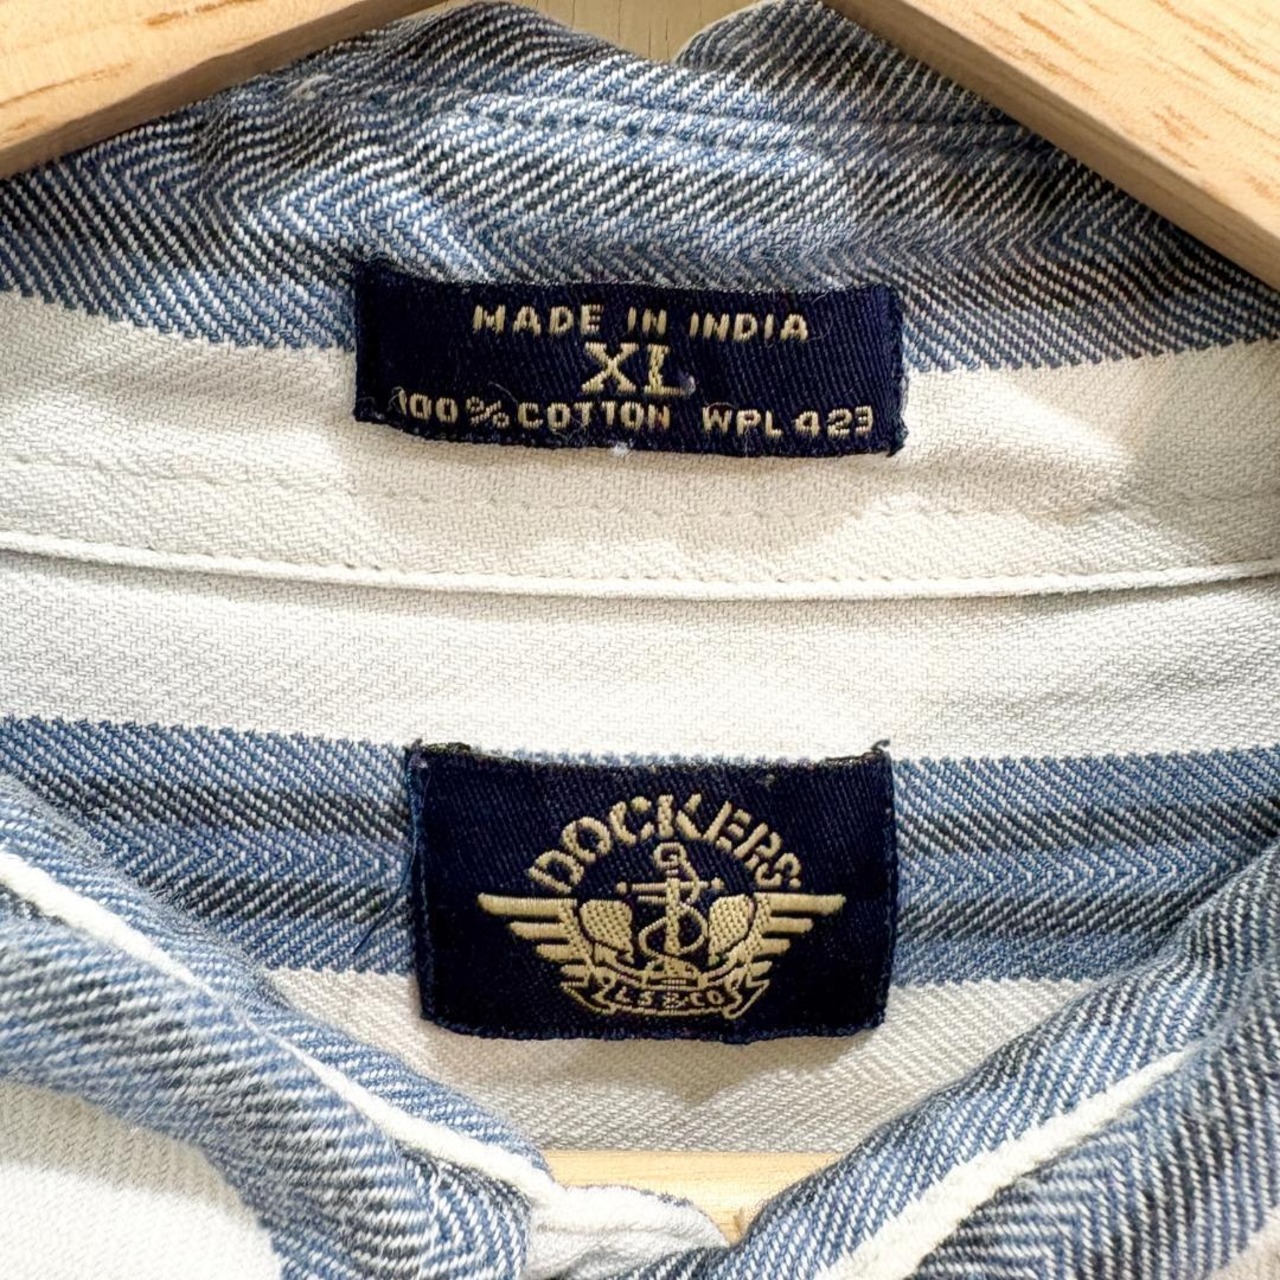 MADE IN INDIA
XL
100% COTTON WPL 423
DOCKERS
LS&CO